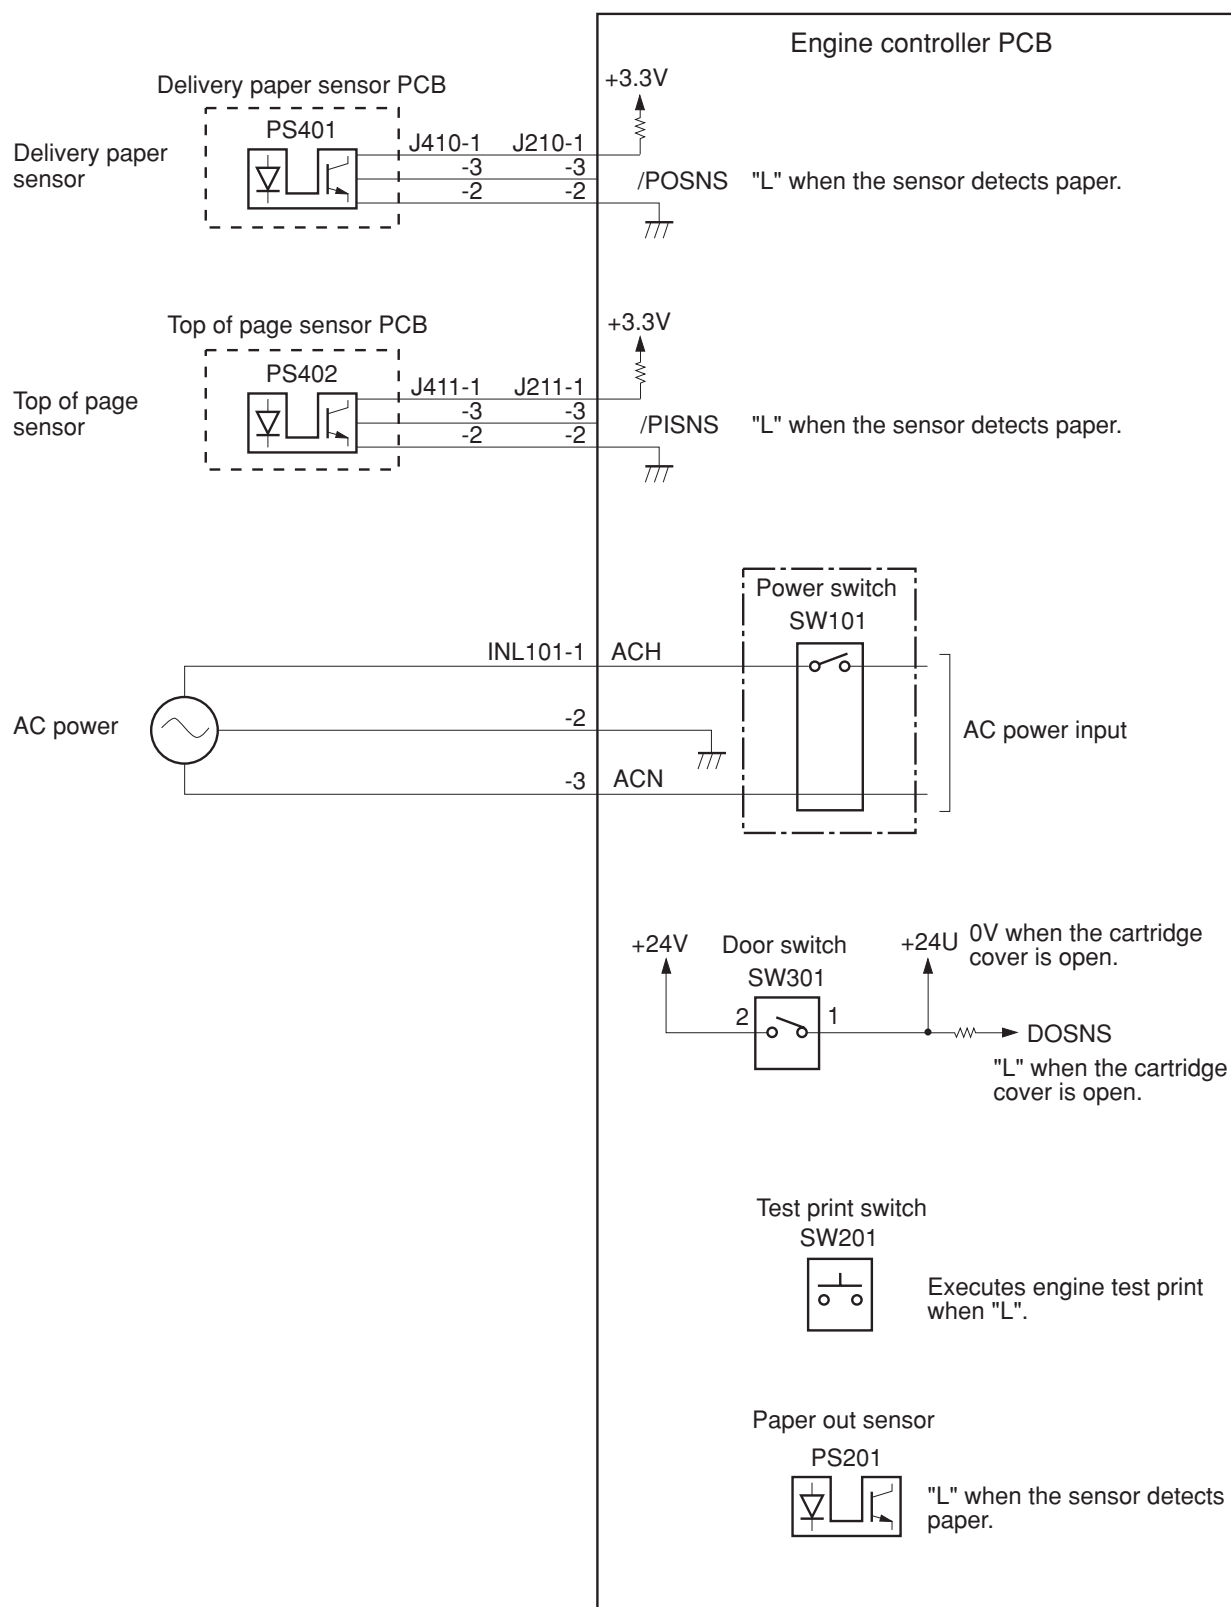 Engine controller PCB
Delivery paper sensor PCB
+3.3V
PS401
Delivery paper
sensor
J410-1
J210-1
-3
-3
-2
-2
/POSNS
"L" when the sensor detects paper.
Top of page sensor PCB
+3.3V
PS402
Top of page
sensor
J411-1
J211-1
-3
-3
-2
-2
/PISNS
"L" when the sensor detects paper.
Power switch
SW101
INL101-1
ACH
AC power
-2
AC power input
-3
ACN
+24V
Door switch
SW301
+24U
0V when the cartridge
cover is open.
2
1
DOSNS
"L" when the cartridge
cover is open.
Test print switch
SW201
Executes engine test print
when "L".
Paper out sensor
PS201
"L" when the sensor detects
paper.